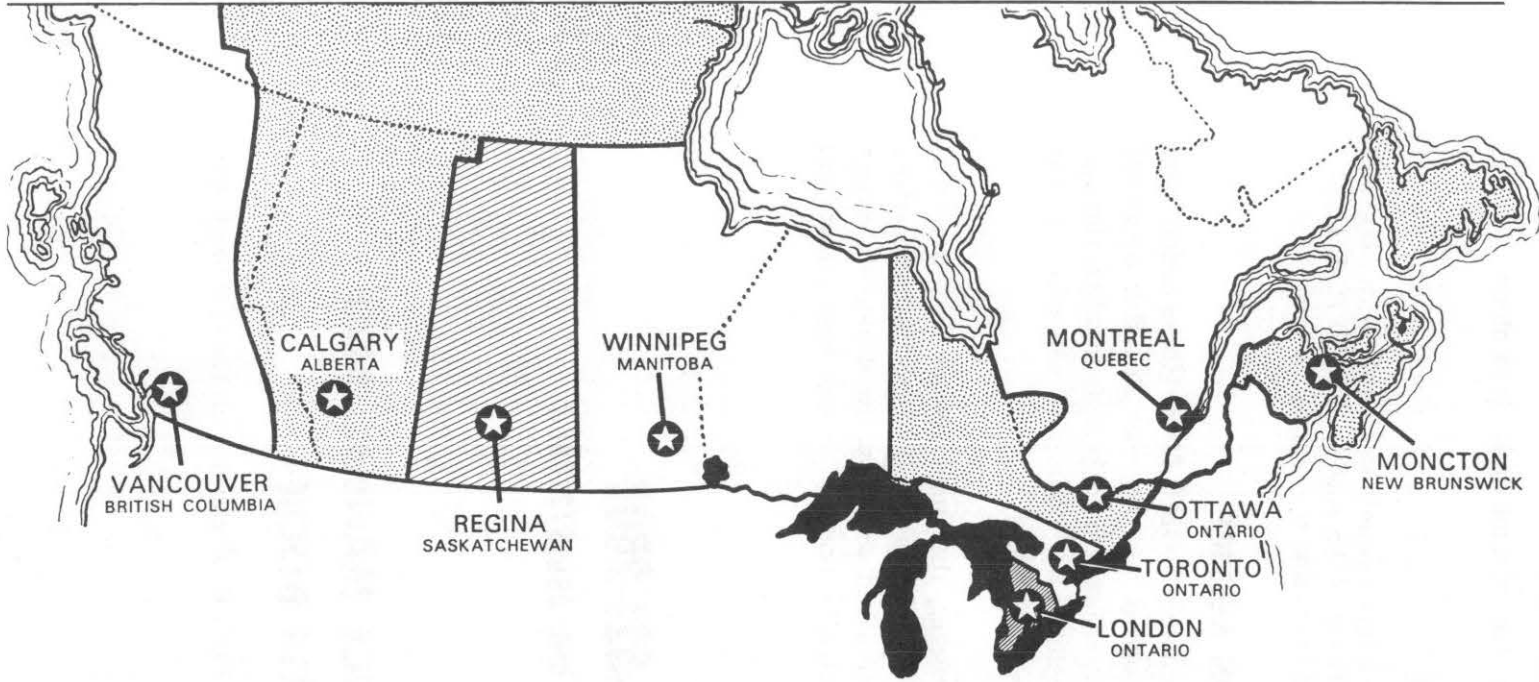 CALGARY
ALBERTA
WINNIPEG
MANITOBA
MONTREAL
QUEBEC
VANCOUVER
BRITISH COLUMBIA
REGINA
SASKATCHEWAN
MONCTON
NEW BRUNSWICK
OTTAWA
ONTARIO
TORONTO
ONTARIO
LONDON
ONTARIO